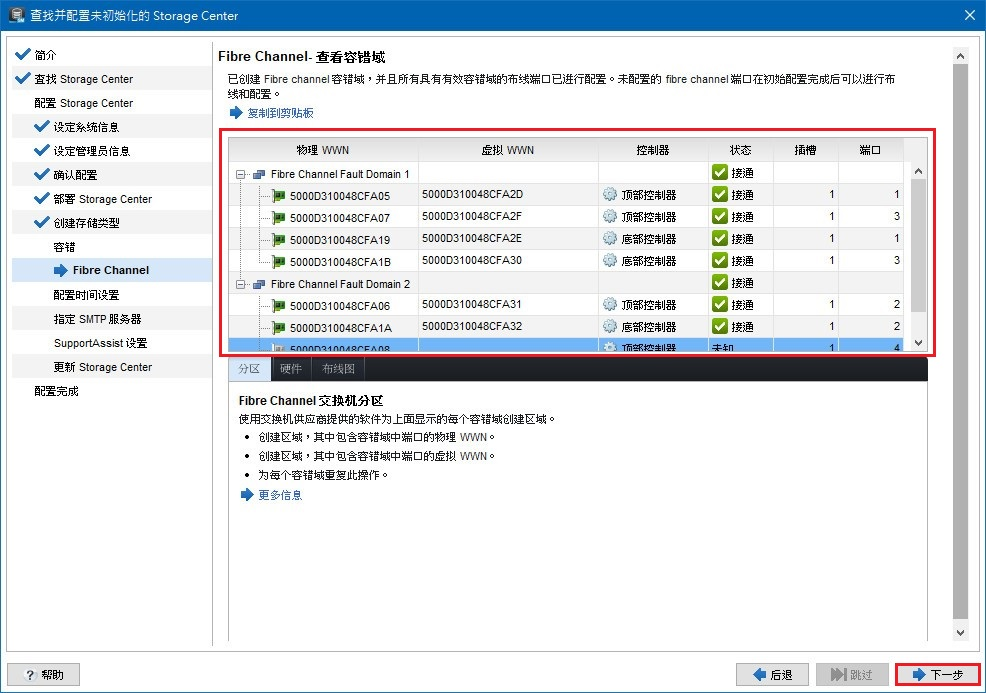 查找并配置未初始化的 Storage Center
简介
查找 Storage Center
配置 Storage Center
设定系统信息
设定管理员信息
确认配置
部署 Storage Center
创建存储类型
容错
Fibre Channel
配置时间设置
指定 SMTP 服务器
SupportAssist 设置
更新 Storage Center
配置完成
Fibre Channel- 查看容错域
已创建 Fibre channel 容错域，并且所有具有有效容错域的布线端口已进行配置。未配置的 fibre channel 端口在初始配置完成后可以进行布
线和配置。
复制到剪贴板
物理 WWN 虚拟 WWN 控制器 状态 插槽 端口
Fibre Channel Fault Domain 1 接通
5000D310048CFA05 5000D310048CFA2D 顶部控制器 接通 1 1
5000D310048CFA07 5000D310048CFA2F 顶部控制器 接通 1 3
5000D310048CFA19 5000D310048CFA2E 底部控制器 接通 1 1
5000D310048CFA1B 5000D310048CFA30 底部控制器 接通 1 3
Fibre Channel Fault Domain 2 接通
5000D310048CFA06 5000D310048CFA31 顶部控制器 接通 1 2
5000D310048CFA1A 5000D310048CFA32 底部控制器 接通 1 2
5000D310048CFA08 顶部控制器 未知 1 4
分区 硬件 布线图
Fibre Channel 交换机分区
使用交换机供应商提供的软件为上面显示的每个容错域创建区域。
• 创建区域，其中包含容错域中端口的物理 WWN。
• 创建区域，其中包含容错域中端口的虚拟 WWN。
• 为每个容错域重复此操作。
更多信息
? 帮助
后退 跳过 下一步